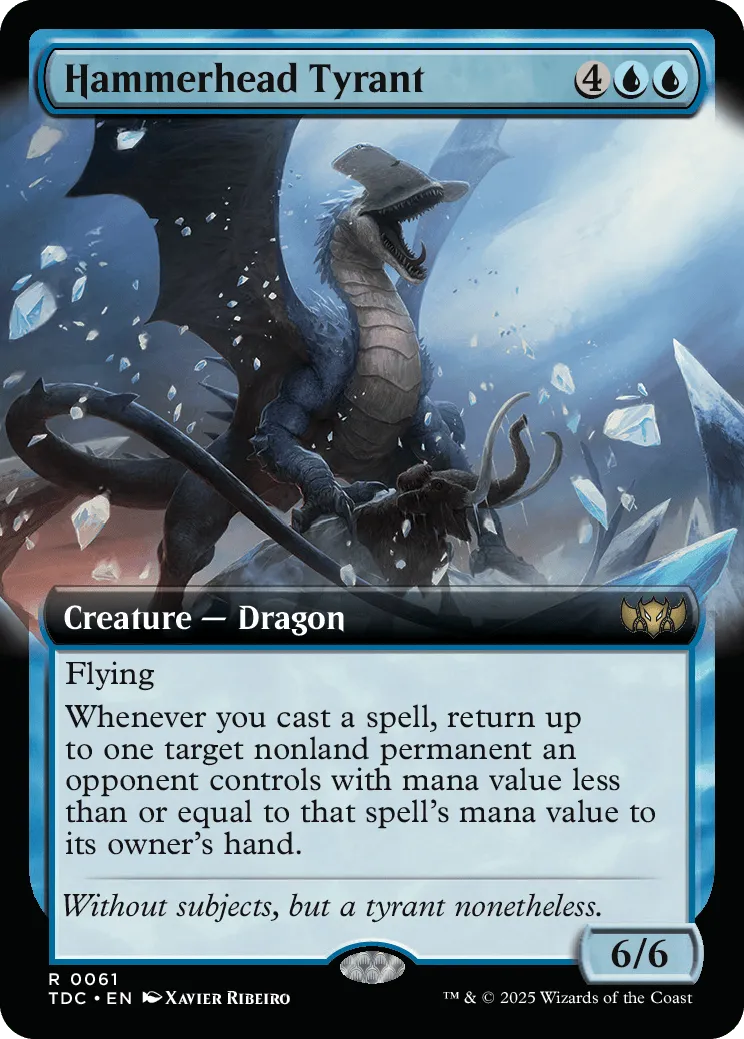 Hammerhead Tyrant 4
Creature — Dragon
Flying
Whenever you cast a spell, return up
to one target nonland permanent an
opponent controls with mana value less
than or equal to that spell's mana value to
its owner's hand.
Without subjects, but a tyrant nonetheless.
6/6
R 0061
TDC • EN Xavier Ribeiro
™ & © 2025 Wizards of the Coast